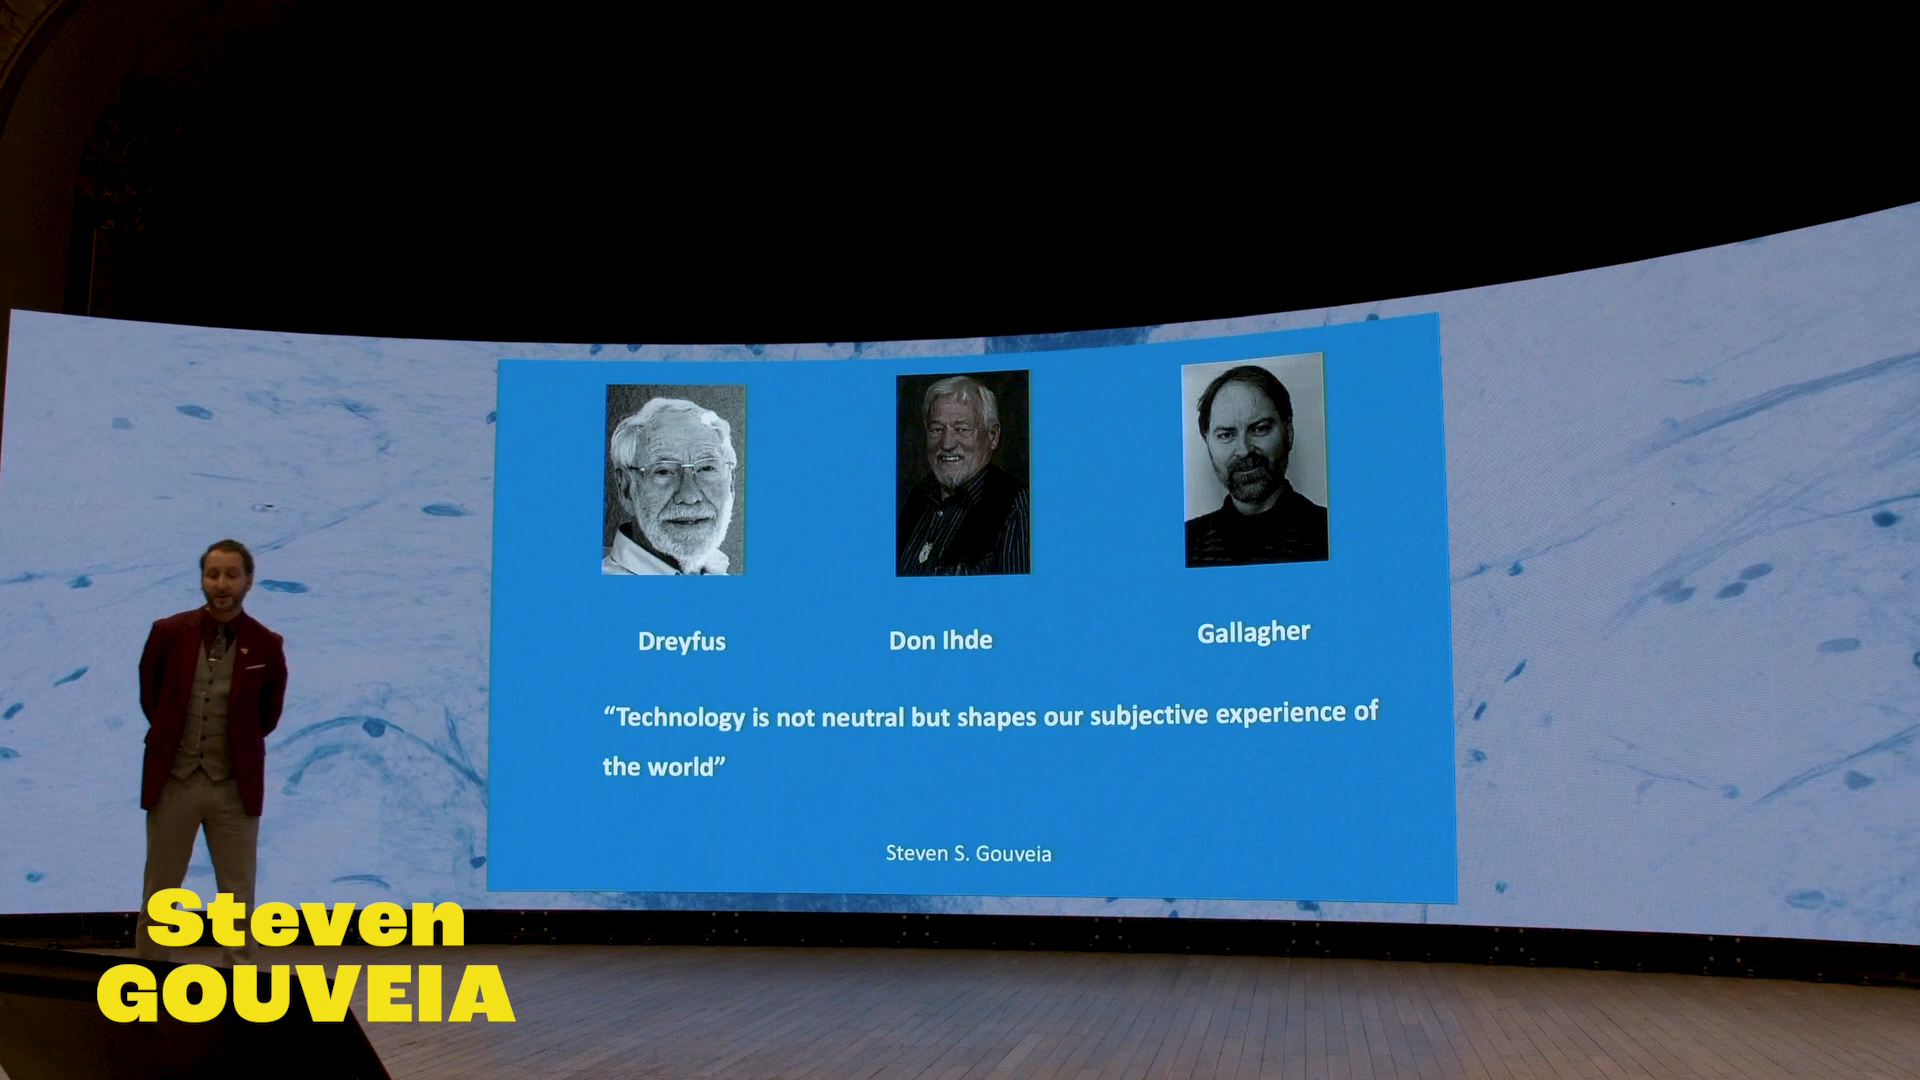 Dreyfus
Don Ihde
Gallagher
“Technology is not neutral but shapes our subjective experience of
the world”
Steven S. Gouveia
Steven
GOUVEIA